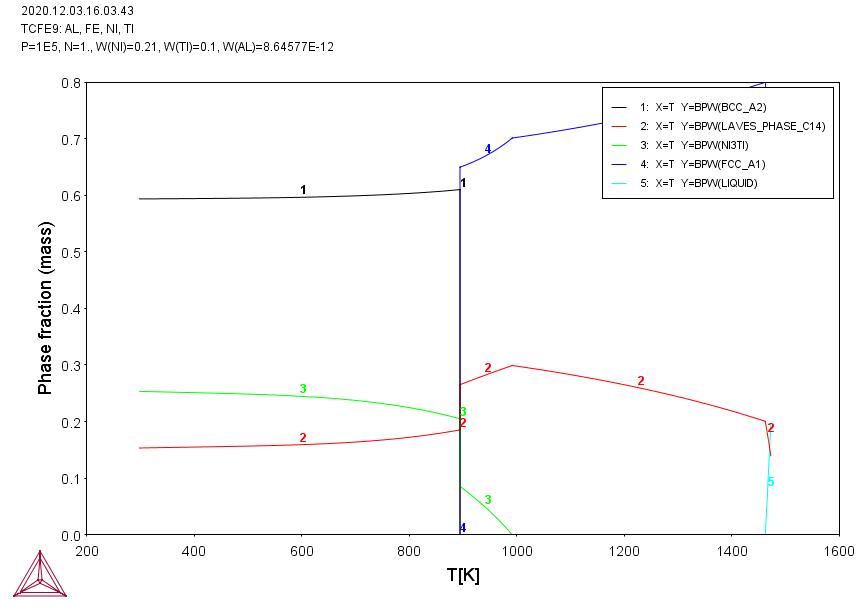 2020.12.03.16.03.43
TCFE9: AL, FE, NI, TI
P=1E5, N=1., W(NI)=0.21, W(TI)=0.1, W(AL)=8.64577E-12
0.8
0.7
0.6
0.5
0.4
0.3
0.2
0.1
0.0
Phase fraction (mass)
1: X=T Y=BPW(BCC_A2)
2: X=T Y=BPW(LAVES_PHASE_C14)
3: X=T Y=BPW(NI3TI)
4: X=T Y=BPW(FCC_A1)
5: X=T Y=BPW(LIQUID)
4
1
1
2
2
3
3
2
2
2
5
3
4
200 400 600 800 1000 1200 1400 1600
T[K]